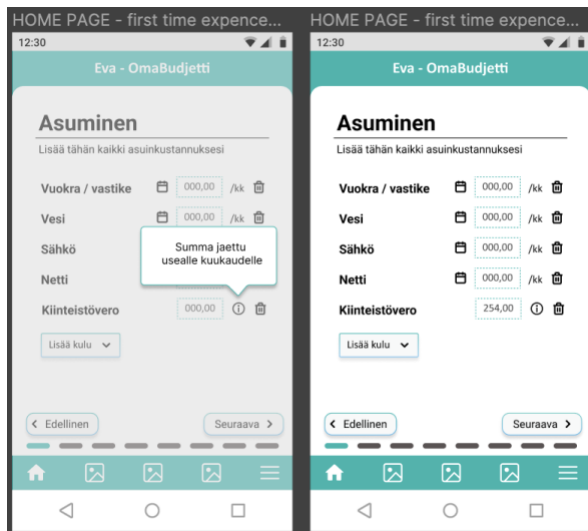 HOME PAGE - first time expence...
12:30
Eva - OmaBudjetti
Asuminen
Lisää tähän kaikki asuinkustannuksesi
Vuokra / vastike 000,00 /kk
Vesi 000,00 /kk
Sähkö
Summa jaettu
usealle kuukaudelle
Netti
Kiinteistövero 000,00
Lisää kulu
Edellinen
Seuraava
HOME PAGE - first time expence...
12:30
Eva - OmaBudjetti
Asuminen
Lisää tähän kaikki asuinkustannuksesi
Vuokra / vastike 000,00 /kk
Vesi 000,00 /kk
Sähkö 000,00 /kk
Netti 000,00 /kk
Kiinteistövero 254,00
Lisää kulu
Edellinen
Seuraava